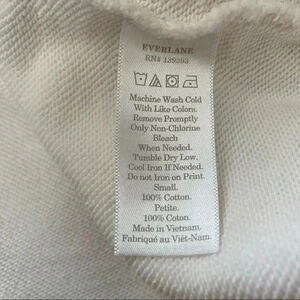 EVERLANE
RN# 139393
Machine Wash Cold
With Like Colors.
Remove Promptly
Only Non-Chlorine
Bleach
When Needed.
Tumble Dry Low.
Cool Iron If Needed.
Do not Iron on Print.
Small.
100% Cotton.
Petite.
100% Coton.
Made in Vietnam.
Fabriqué au Viêt-Nam.